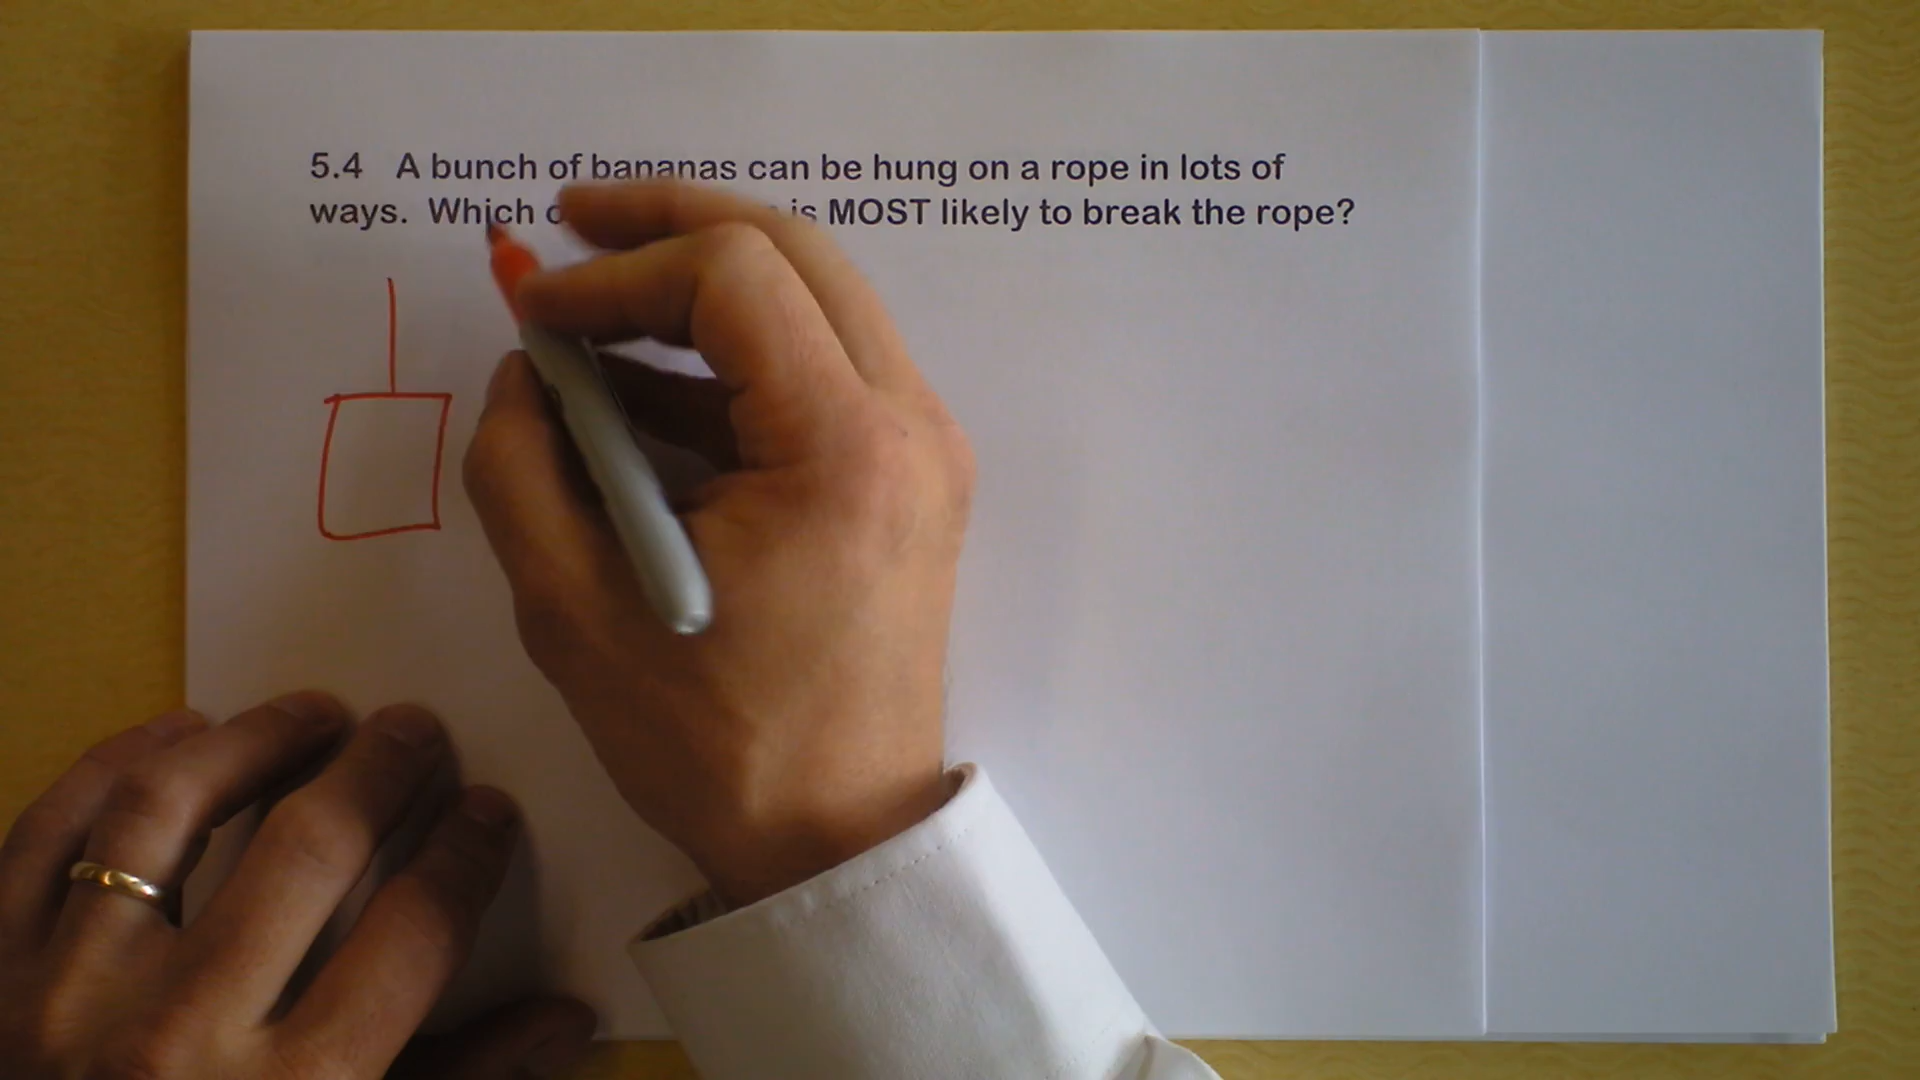 5.4 A bunch of bananas can be hung on a rope in lots of
ways. Which is MOST likely to break the rope?